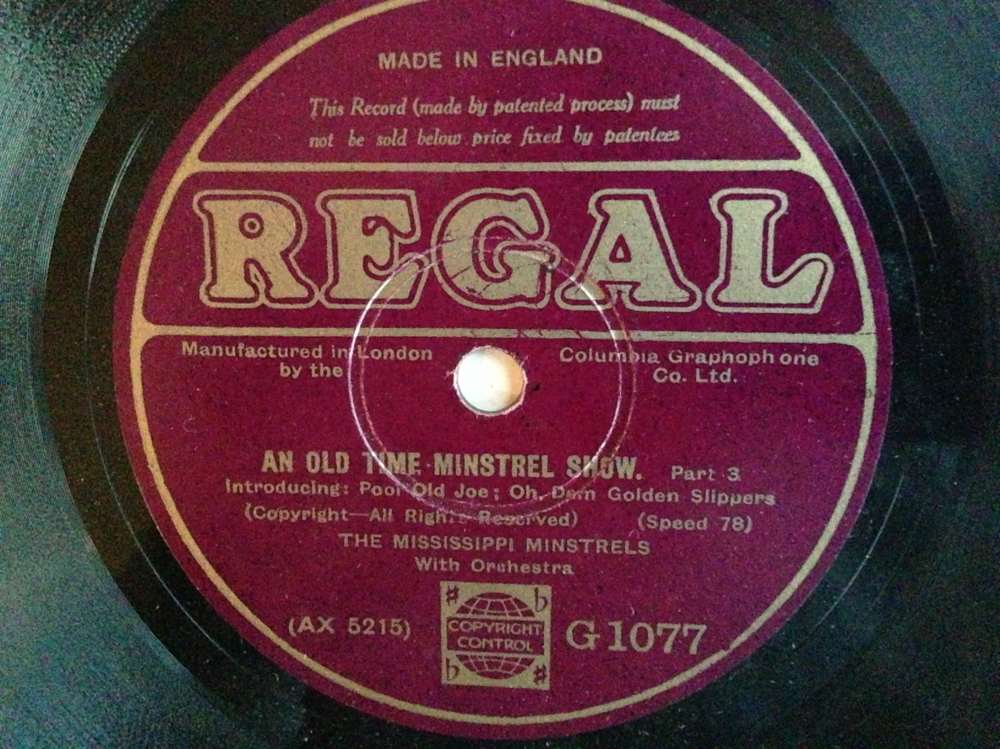 MADE IN ENGLAND
This Record (made by patented process) must
not be sold below price fixed by patentees
REGAL
Manufactured in London
by the
Columbia Graphophone
Co. Ltd.
AN OLD TIME MINSTREL SHOW. Part 3
Introducing: Poor Old Joe; Oh, Dem Golden Slippers
(Copyright—All Rights Reserved) (Speed 78)
THE MISSISSIPPI MINSTRELS
With Orchestra
♯ ♭
(AX 5215)
COPYRIGHT
CONTROL
G 1077
♭ ♯